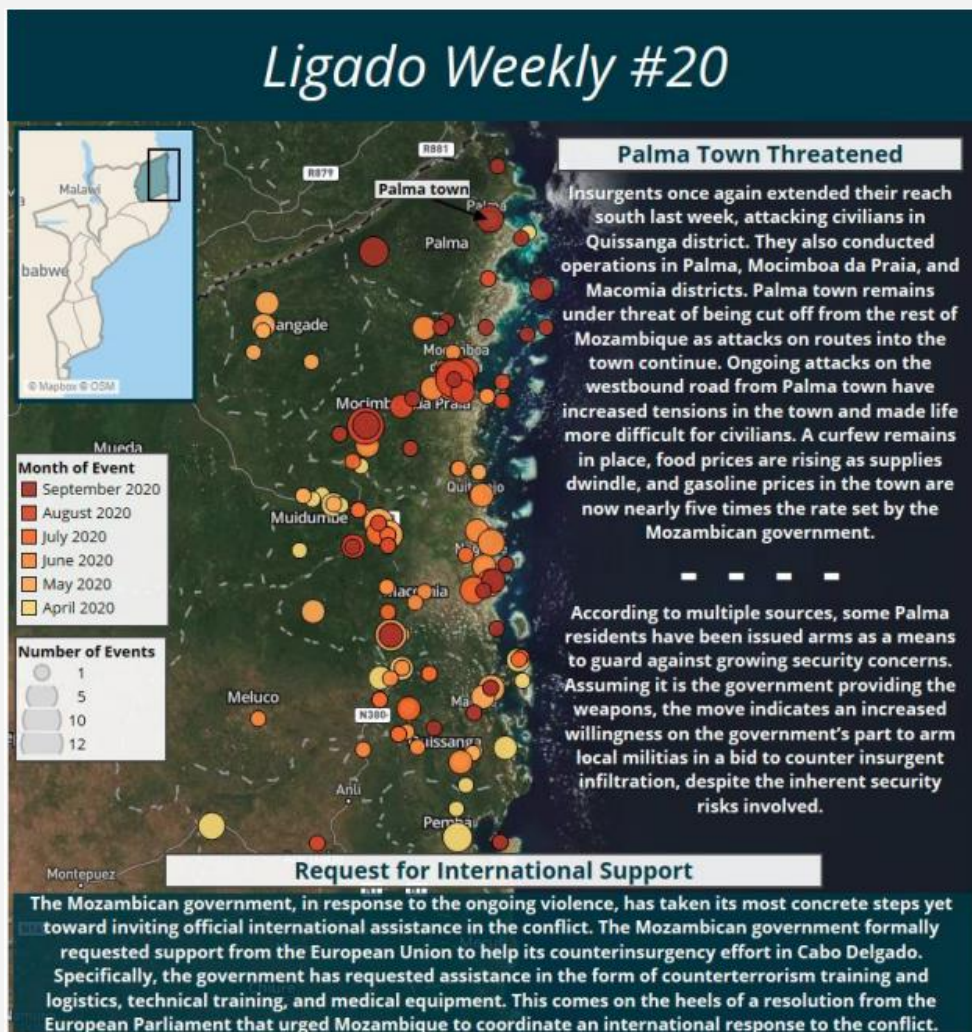 Ligado Weekly #20
Malawi
babwe
© Mapbox © OSM
R881
R879
Palma town
Palma
Palma
angade
Mocimboa
Mocimboa da Praia
Mueda
Muidumbe
Macomia
Meluco
N380
Quissanga
Anli
Pemba
Montepuez
Month of Event
September 2020
August 2020
July 2020
June 2020
May 2020
April 2020
Number of Events
1
5
10
12
Palma Town Threatened
Insurgents once again extended their reach
south last week, attacking civilians in
Quissanga district. They also conducted
operations in Palma, Mocimboa da Praia, and
Macomia districts. Palma town remains
under threat of being cut off from the rest of
Mozambique as attacks on routes into the
town continue. Ongoing attacks on the
westbound road from Palma town have
increased tensions in the town and made life
more difficult for civilians. A curfew remains
in place, food prices are rising as supplies
dwindle, and gasoline prices in the town are
now nearly five times the rate set by the
Mozambican government.
According to multiple sources, some Palma
residents have been issued arms as a means
to guard against growing security concerns.
Assuming it is the government providing the
weapons, the move indicates an increased
willingness on the government's part to arm
local militias in a bid to counter insurgent
infiltration, despite the inherent security
risks involved.
Request for International Support
The Mozambican government, in response to the ongoing violence, has taken its most concrete steps yet
toward inviting official international assistance in the conflict. The Mozambican government formally
requested support from the European Union to help its counterinsurgency effort in Cabo Delgado.
Specifically, the government has requested assistance in the form of counterterrorism training and
logistics, technical training, and medical equipment. This comes on the heels of a resolution from the
European Parliament that urged Mozambique to coordinate an international response to the conflict.